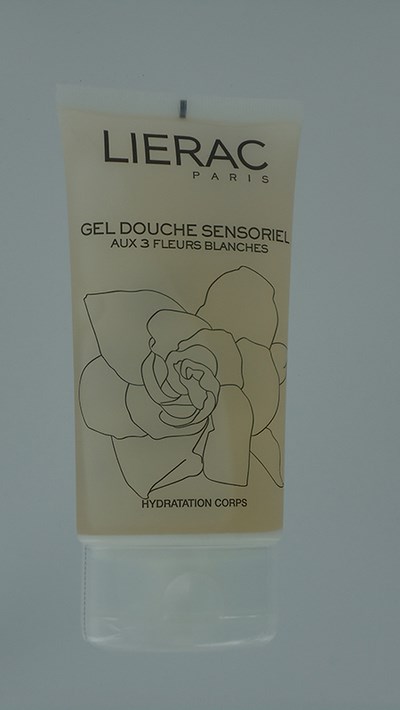 LIERAC
PARIS
GEL DOUCHE SENSORIEL
AUX 3 FLEURS BLANCHES
HYDRATATION CORPS